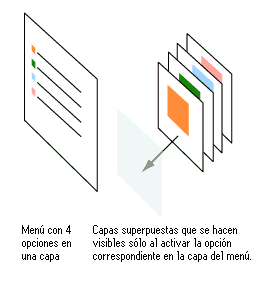 Menú con 4
opciones en
una capa
Capas superpuestas que se hacen
visibles sólo al activar la opción
correspondiente en la capa del menú.